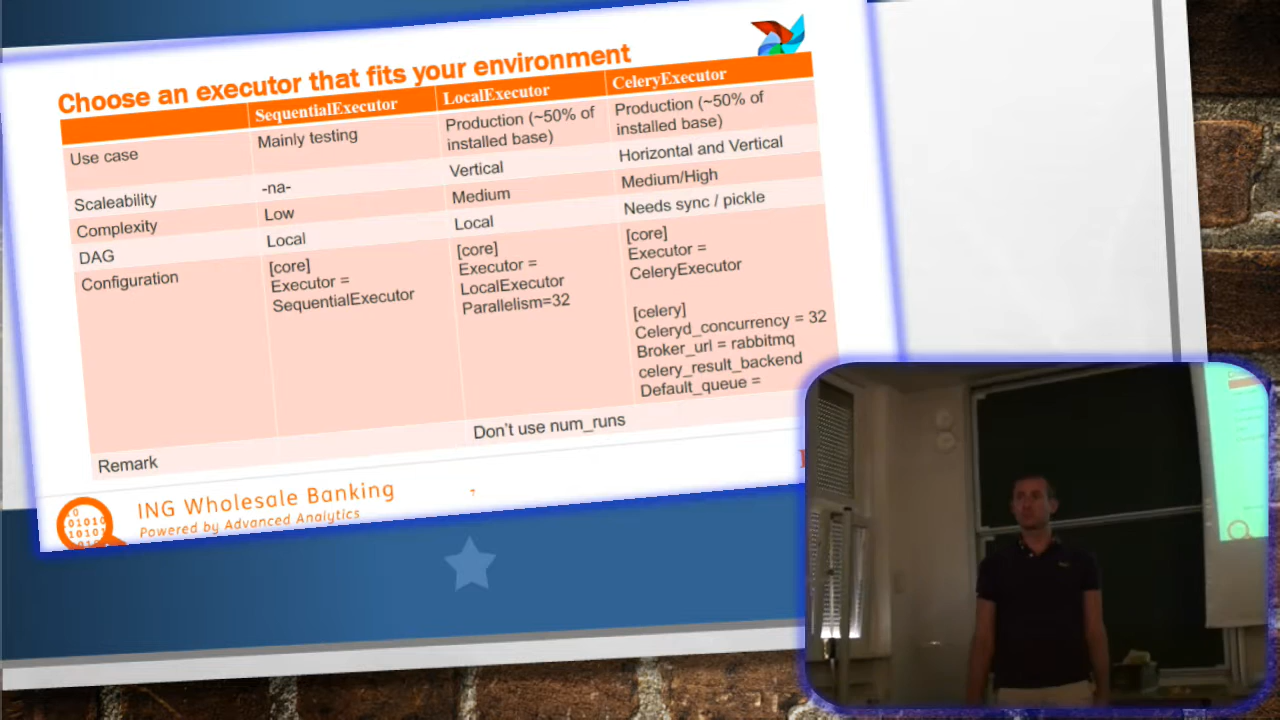 Choose an executor that fits your environment
SequentialExecutor LocalExecutor CeleryExecutor
Use case
Mainly testing
Production (~50% of
installed base)
Production (~50% of
installed base)
Scaleability
-na-
Vertical
Horizontal and Vertical
Complexity
Low
Medium
Medium/High
DAG
Local
Local
Needs sync / pickle
Configuration
[core]
Executor =
SequentialExecutor
[core]
Executor =
LocalExecutor
Parallelism=32
[core]
Executor =
CeleryExecutor
[celery]
Celeryd_concurrency = 32
Broker_url = rabbitmq
celery_result_backend
Default_queue =
Remark
Don't use num_runs
ING Wholesale Banking
Powered by Advanced Analytics